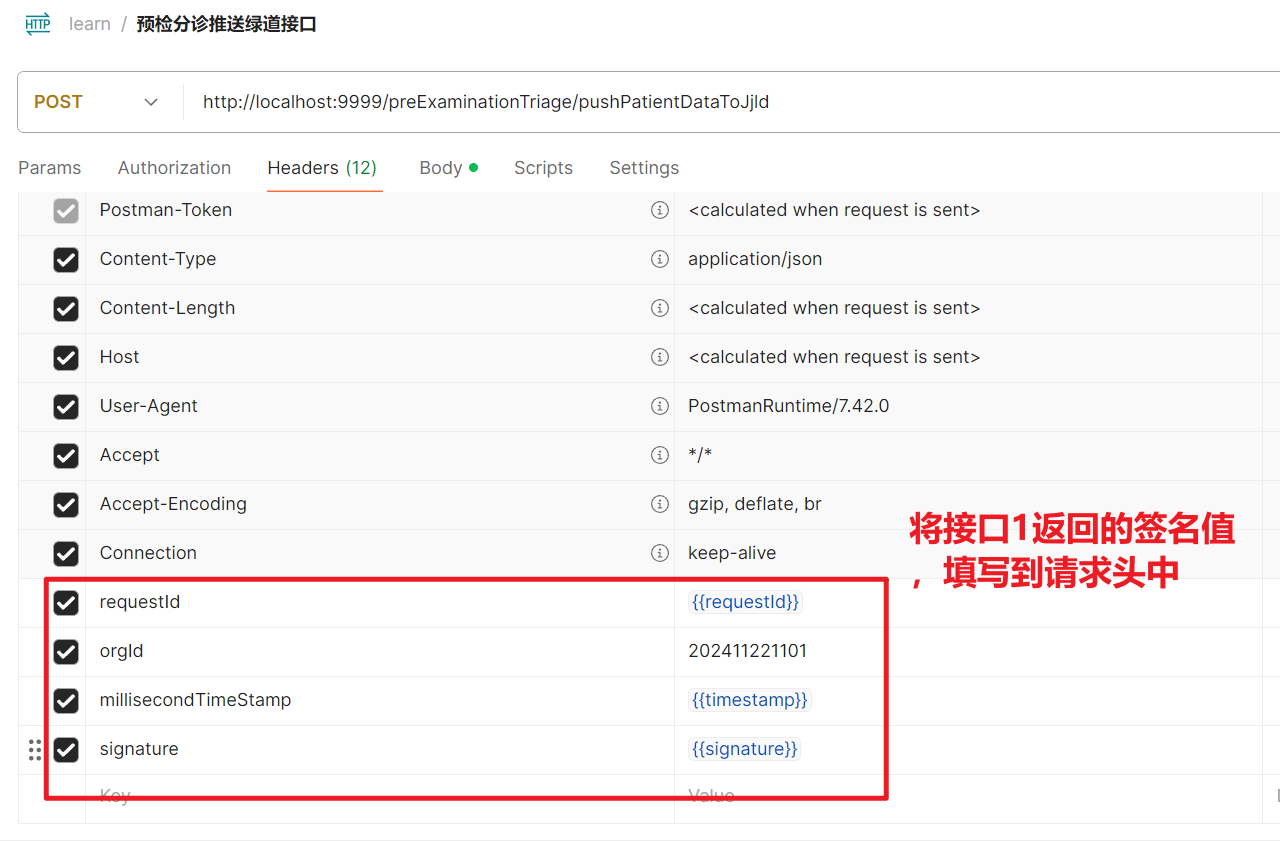 HTTP learn / 预检分诊推送绿道接口
POST http://localhost:9999/preExaminationTriage/pushPatientDataToJjld
Params Authorization Headers (12) Body Scripts Settings
Postman-Token <calculated when request is sent>
Content-Type application/json
Content-Length <calculated when request is sent>
Host <calculated when request is sent>
User-Agent PostmanRuntime/7.42.0
Accept */*
Accept-Encoding gzip, deflate, br
Connection keep-alive
将接口1返回的签名值
，填写到请求头中
requestId {{requestId}}
orgId 202411221101
millisecondTimeStamp {{timestamp}}
signature {{signature}}
Key Value